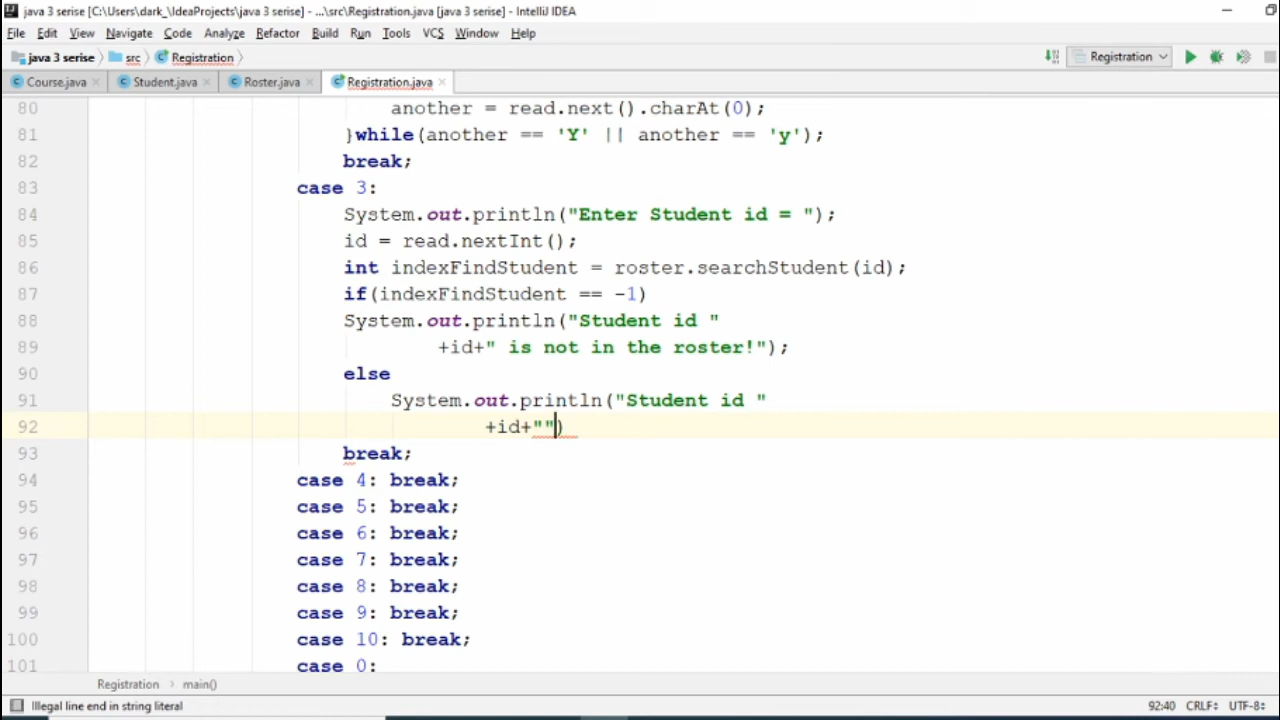 java 3 serise [C:\Users\dark_\IdeaProjects\java 3 serise] - ...\src\Registration.java [java 3 serise] - IntelliJ IDEA
File Edit View Navigate Code Analyze Refactor Build Run Tools VCS Window Help
java 3 serise src Registration Registration
Course.java Student.java Roster.java Registration.java
80 another = read.next().charAt(0);
81 }while(another == 'Y' || another == 'y');
82 break;
83 case 3:
84 System.out.println("Enter Student id = ");
85 id = read.nextInt();
86 int indexFindStudent = roster.searchStudent(id);
87 if(indexFindStudent == -1)
88 System.out.println("Student id "
89 +id+" is not in the roster!");
90 else
91 System.out.println("Student id "
92 +id+"")
93 break;
94 case 4: break;
95 case 5: break;
96 case 6: break;
97 case 7: break;
98 case 8: break;
99 case 9: break;
100 case 10: break;
101 case 0:
Registration main()
Illegal line end in string literal 92:40 CRLF UTF-8